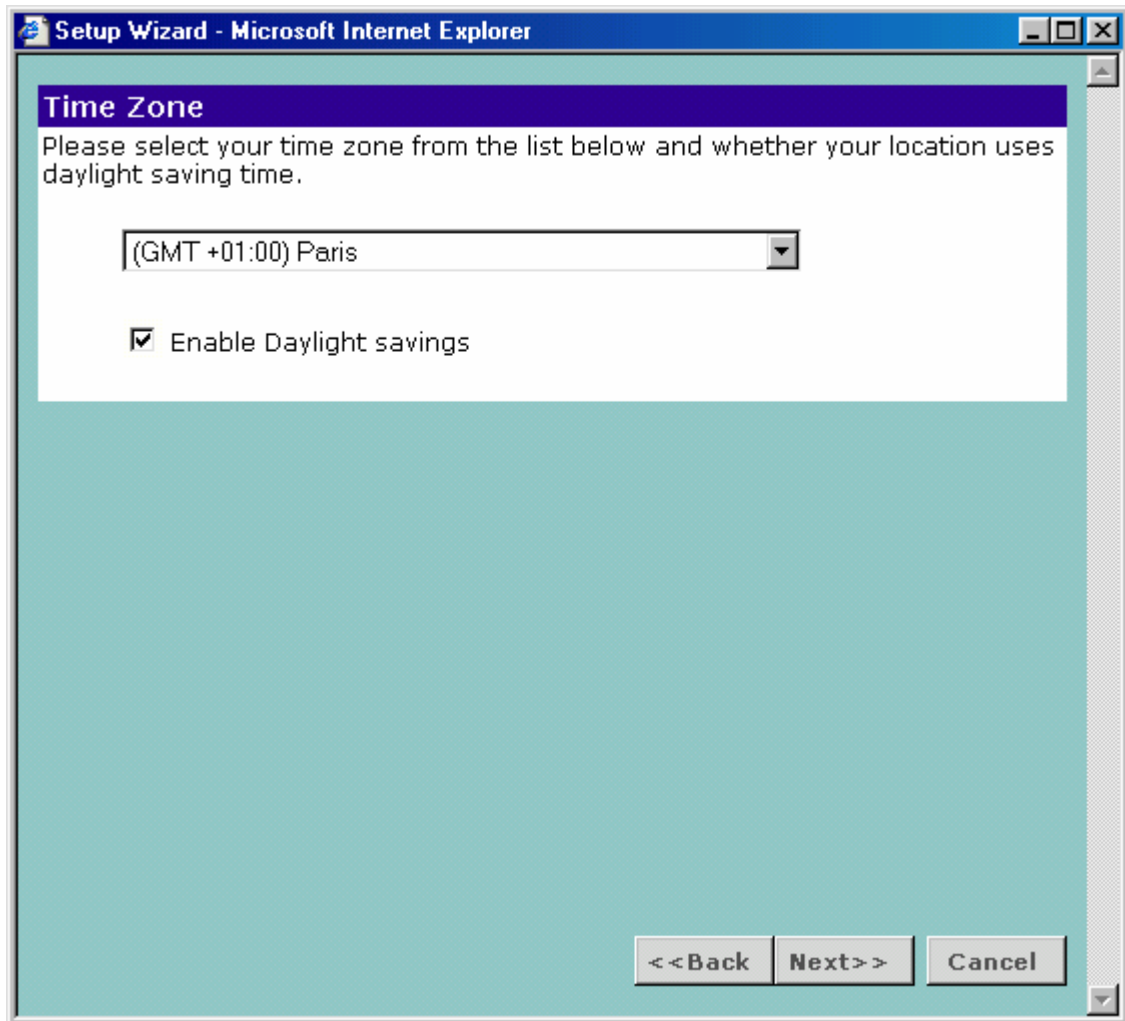 Setup Wizard - Microsoft Internet Explorer
Time Zone
Please select your time zone from the list below and whether your location uses
daylight saving time.
(GMT +01:00) Paris
Enable Daylight savings
<<Back Next>> Cancel